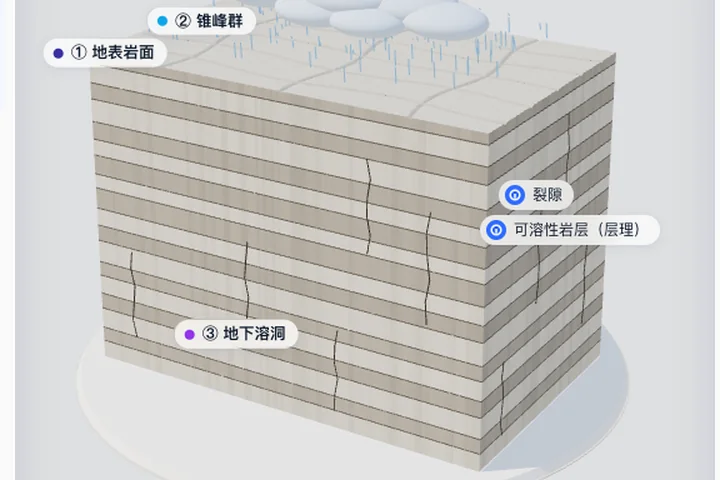 ② 锥峰群
① 地表岩面
裂隙
可溶性岩层（层理）
③ 地下溶洞